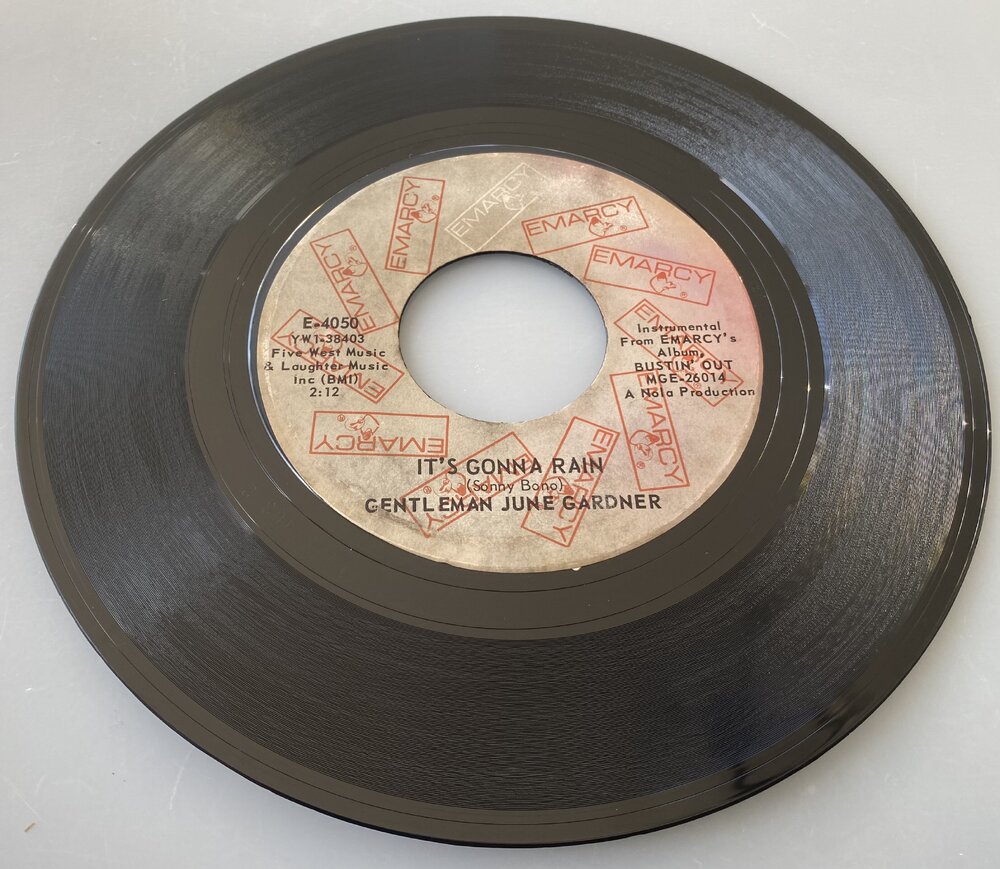 EMARCY
EMARCY
EMARCY
EMARCY
EMARCY
E-4050
YW1-38403
Five West Music
& Laughter Music
Inc (BMI)
2:12
Instrumental
From EMARCY's
Album,
BUSTIN' OUT
MGE-26014
A Nola Production
EMARCY
EMARCY
EMARCY
EMARCY
EMARCY
EMARCY
IT'S GONNA RAIN
(Sonny Bono)
GENTLEMAN JUNE GARDNER